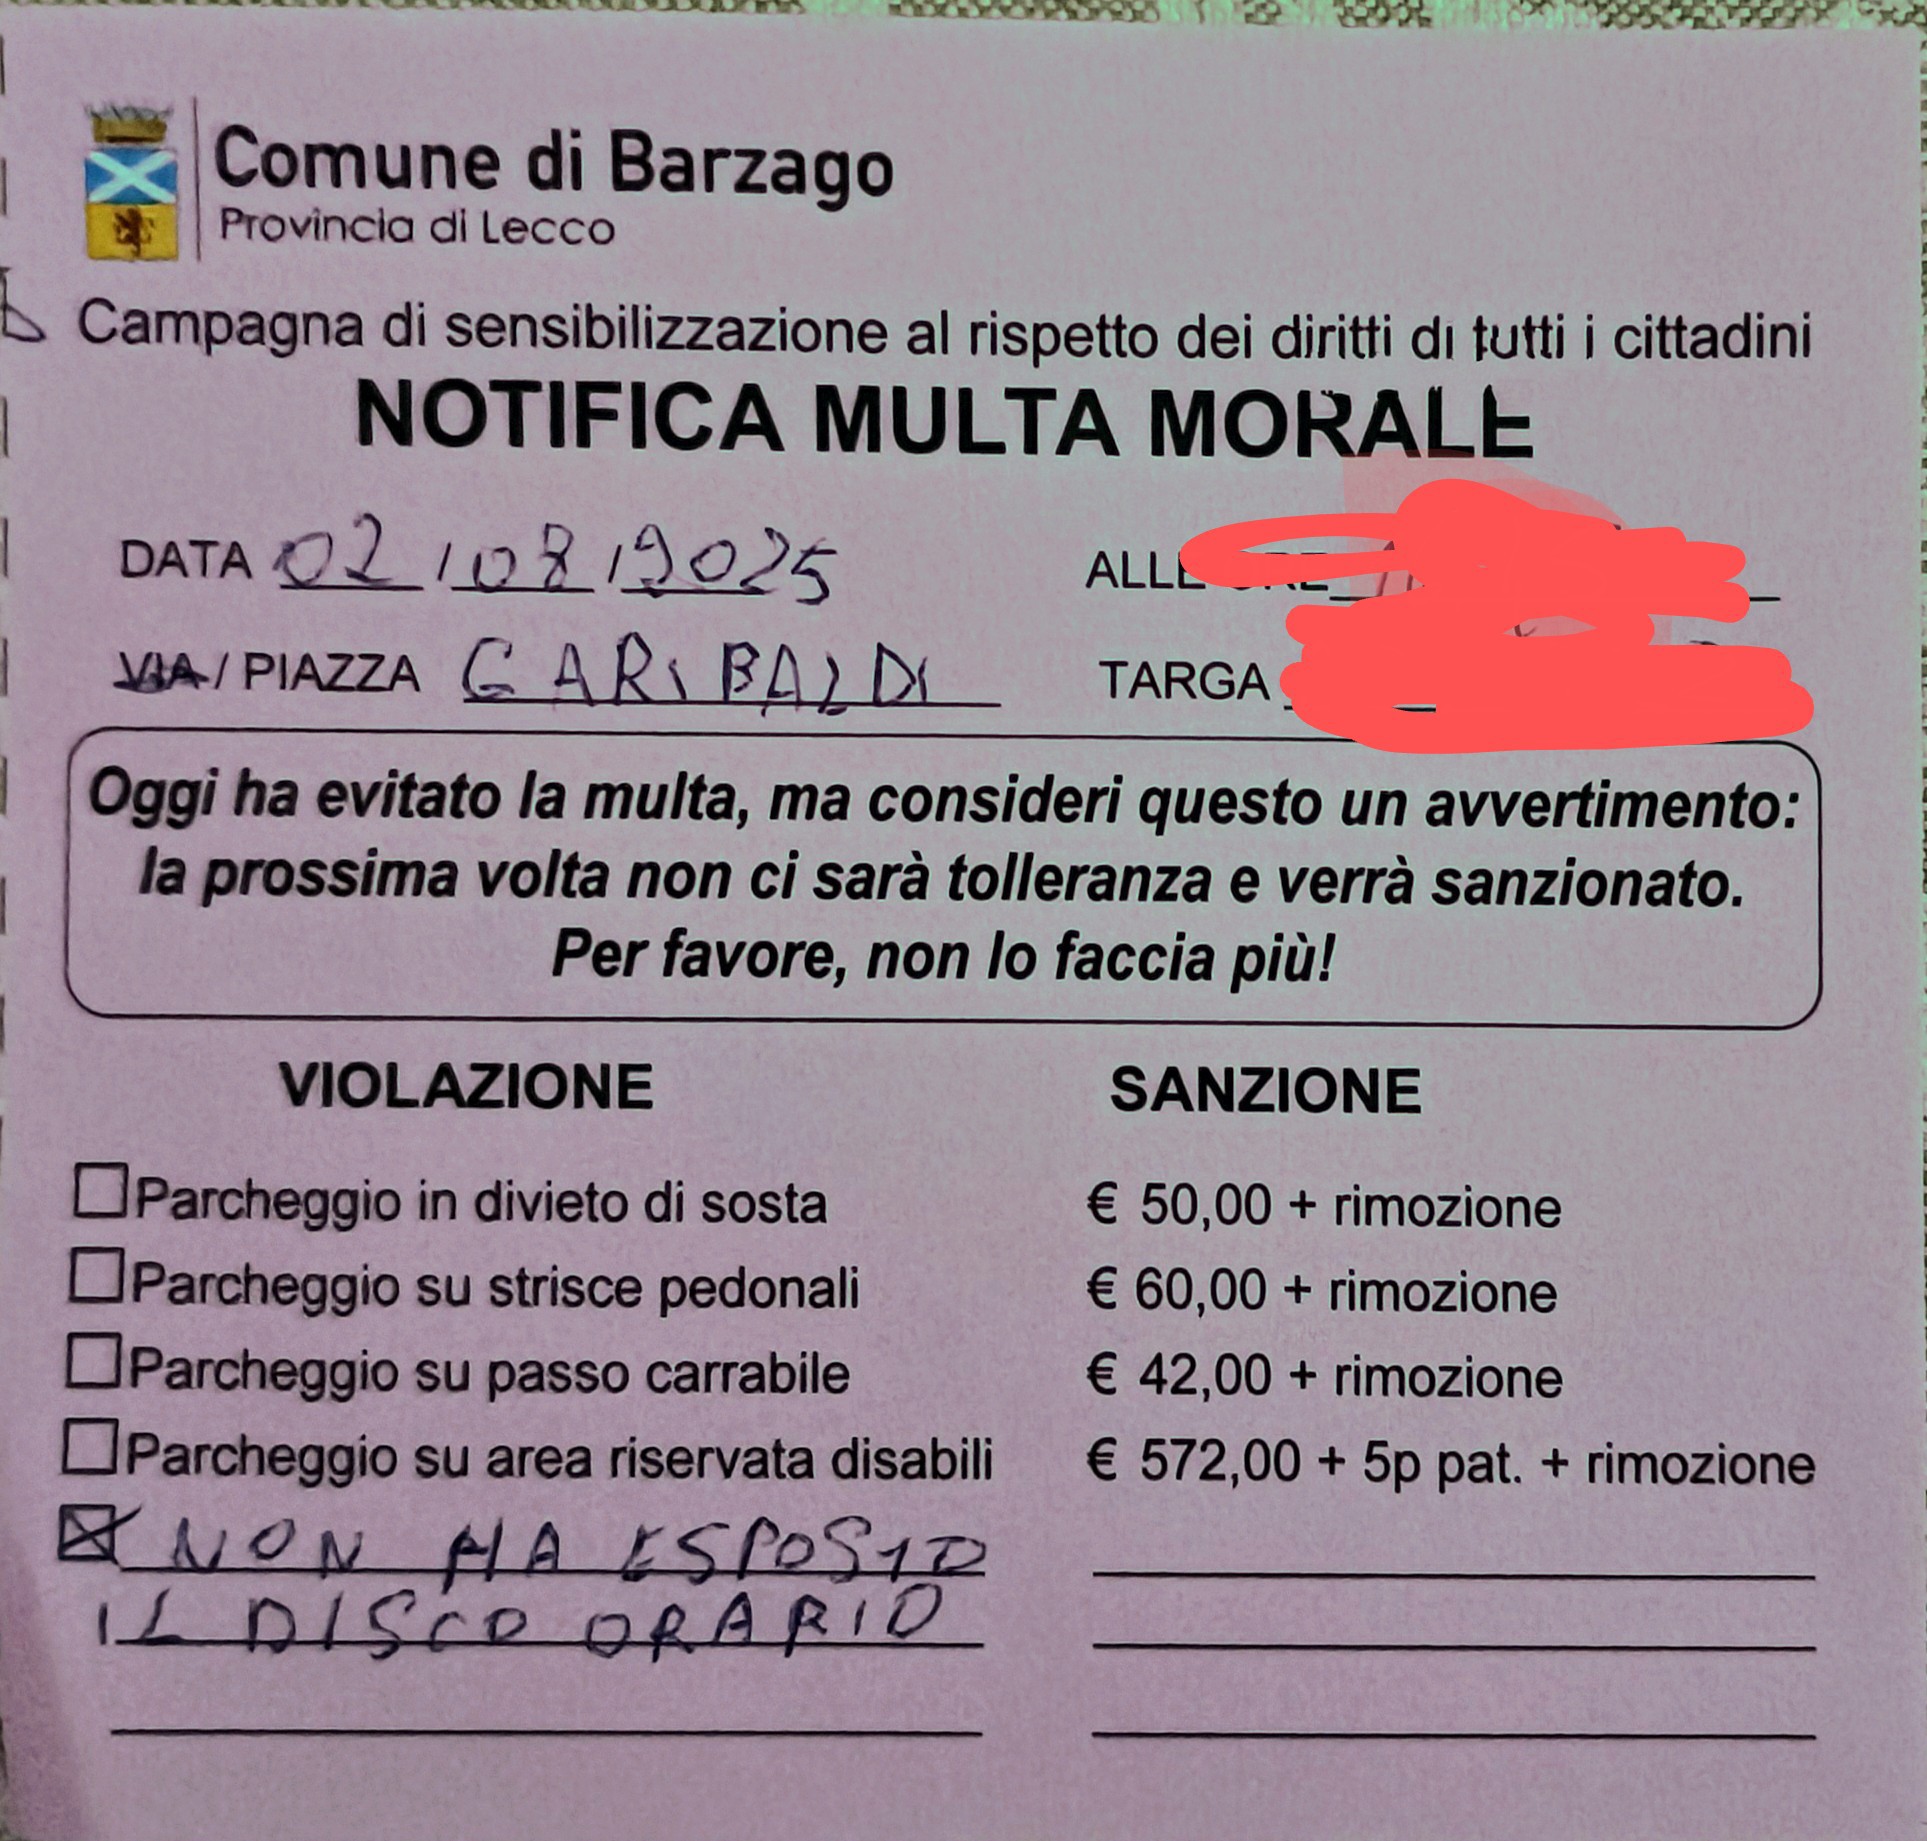 Comune di Barzago
Provincia di Lecco
Campagna di sensibilizzazione al rispetto dei diritti di tutti i cittadini
NOTIFICA MULTA MORALE
DATA 02/08/2025 ALLE
VIA / PIAZZA GARIBALDI TARGA
Oggi ha evitato la multa, ma consideri questo un avvertimento:
la prossima volta non ci sarà tolleranza e verrà sanzionato.
Per favore, non lo faccia più!
VIOLAZIONE SANZIONE
Parcheggio in divieto di sosta € 50,00 + rimozione
Parcheggio su strisce pedonali € 60,00 + rimozione
Parcheggio su passo carrabile € 42,00 + rimozione
Parcheggio su area riservata disabili € 572,00 + 5p pat. + rimozione
NON HA ESPOSTO
IL DISCO ORARIO